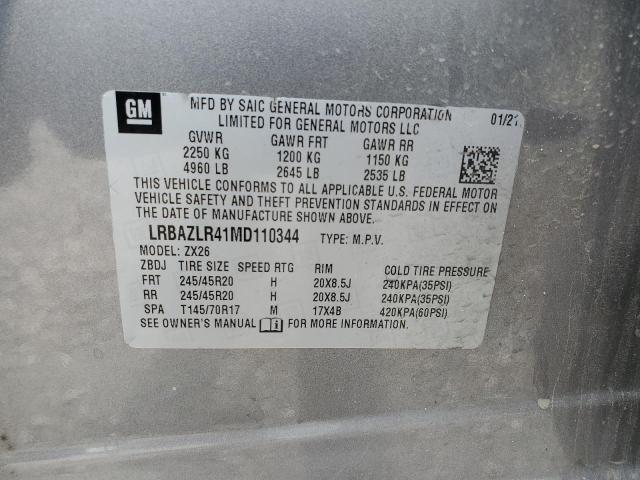 GM
MFD BY SAIC GENERAL MOTORS CORPORATION
LIMITED FOR GENERAL MOTORS LLC
01/21
GVWR GAWR FRT GAWR RR
2250 KG 1200 KG 1150 KG
4960 LB 2645 LB 2535 LB
THIS VEHICLE CONFORMS TO ALL APPLICABLE U.S. FEDERAL MOTOR
VEHICLE SAFETY AND THEFT PREVENTION STANDARDS IN EFFECT ON
THE DATE OF MANUFACTURE SHOWN ABOVE.
LRBAZLR41MD110344 TYPE: M.P.V.
MODEL: ZX26
ZBDJ TIRE SIZE SPEED RTG RIM COLD TIRE PRESSURE
FRT 245/45R20 H 20X8.5J 240KPA(35PSI)
RR 245/45R20 H 20X8.5J 240KPA(35PSI)
SPA T145/70R17 M 17X4B 420KPA(60PSI)
SEE OWNER'S MANUAL FOR MORE INFORMATION